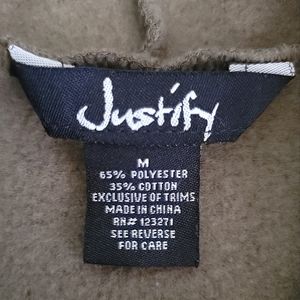 Justify
M
65% POLYESTER
35% COTTON
EXCLUSIVE OF TRIMS
MADE IN CHINA
RN# 123271
SEE REVERSE
FOR CARE